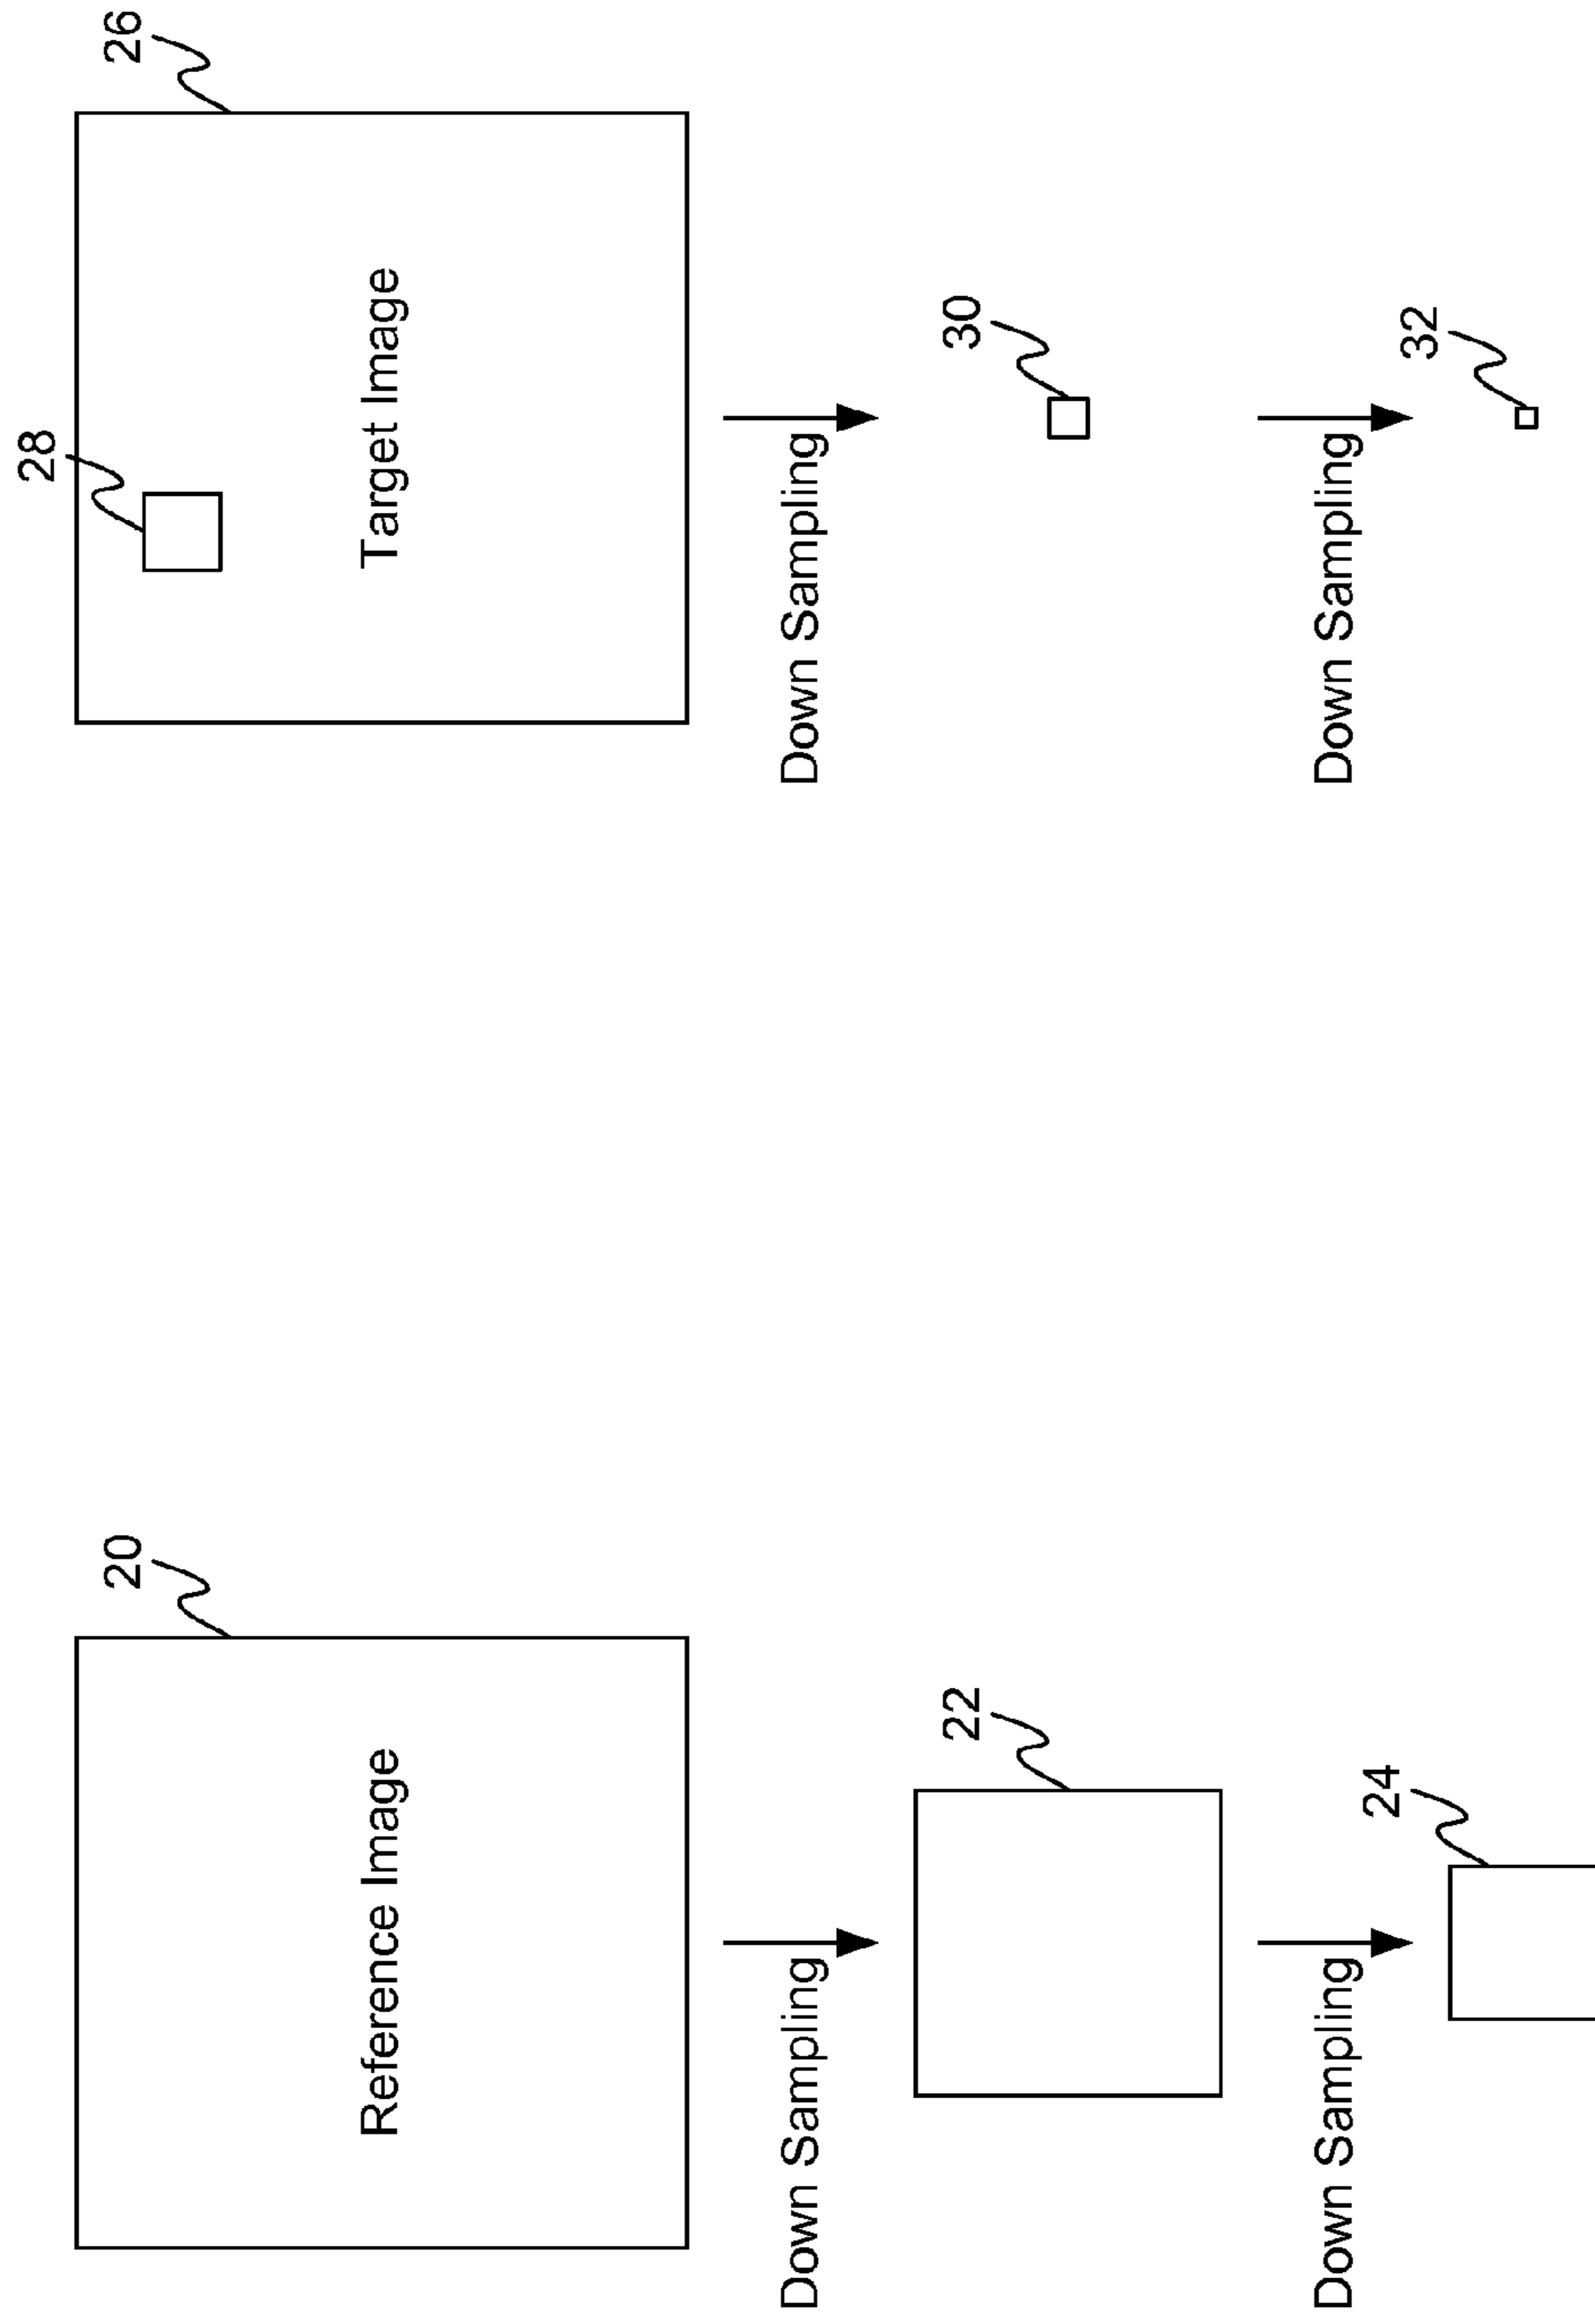 28
20
26
Reference Image
Target Image
Down Sampling
Down Sampling
22
30
Down Sampling
Down Sampling
24
32